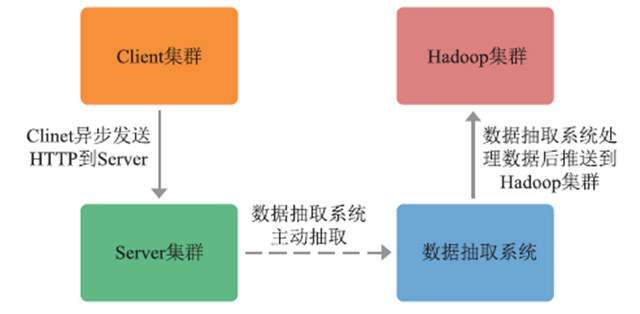 Client集群
Hadoop集群
Clinet异步发送
HTTP到Server
数据抽取系统处
理数据后推送到
Hadoop集群
Server集群
数据抽取系统
主动抽取
数据抽取系统